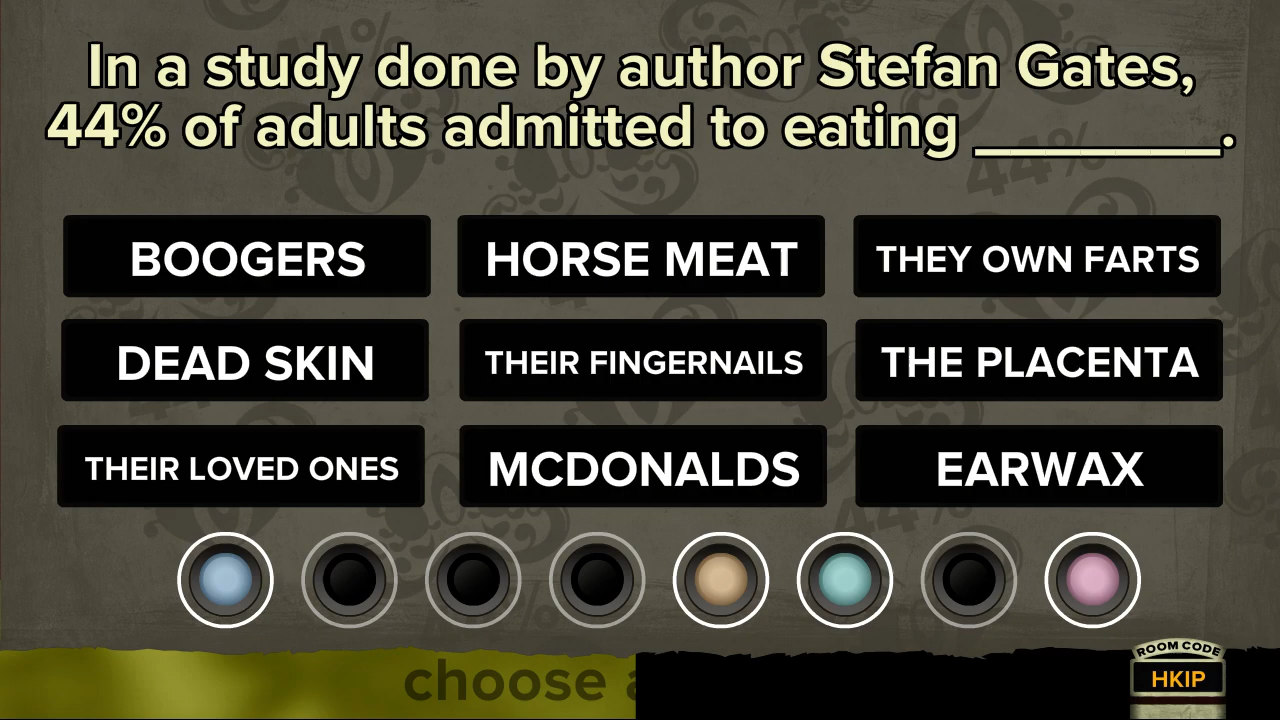 In a study done by author Stefan Gates,
44% of adults admitted to eating ________.
BOOGERS
HORSE MEAT
THEY OWN FARTS
DEAD SKIN
THEIR FINGERNAILS
THE PLACENTA
THEIR LOVED ONES
MCDONALDS
EARWAX
choose a
ROOM CODE
HKIP